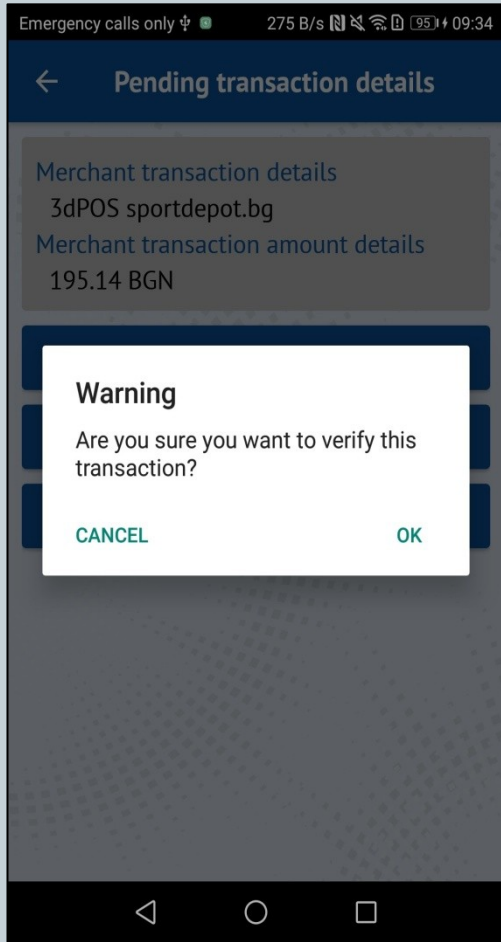 Emergency calls only 275 B/s 95 09:34
Pending transaction details
Merchant transaction details
3dPOS sportdepot.bg
Merchant transaction amount details
195.14 BGN
Warning
Are you sure you want to verify this
transaction?
CANCEL OK